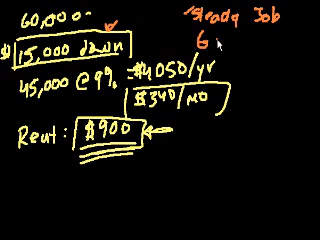 60,000-
$ 15,000 down
45,000 @ 9% = $4050/yr
$340/MO
Rent: $900
Steady Job
6